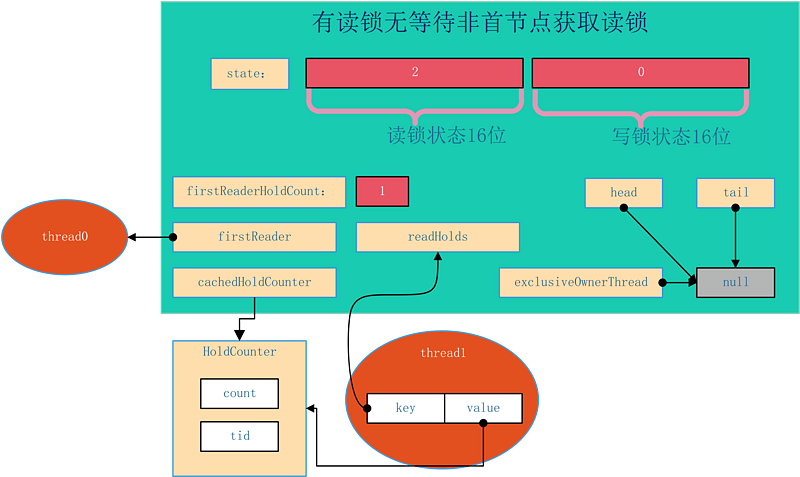 有读锁无等待非首节点获取读锁
state:
2
0
读锁状态16位
写锁状态16位
firstReaderHoldCount:
1
head
tail
thread0
firstReader
readHolds
cachedHoldCounter
exclusiveOwnerThread
null
HoldCounter
thread1
count
key
value
tid